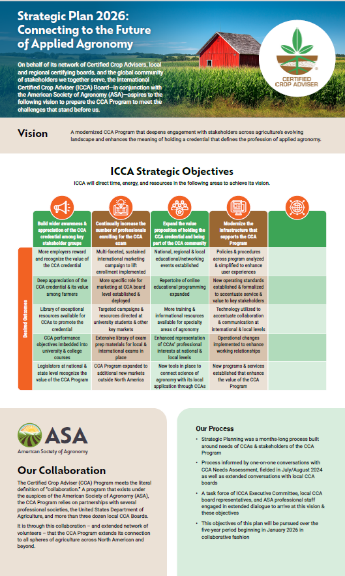 Strategic Plan 2026:
Connecting to the Future
of Applied Agronomy
On behalf of its network of Certified Crop Advisers, local
and regional certifying boards, and the global community
of stakeholders we together serve, the International
Certified Crop Adviser (ICCA) Board—in conjunction with
the American Society of Agronomy (ASA)—aspires to the
following vision to prepare the CCA Program to meet the
challenges that stand before us.
CERTIFIED
CROP ADVISER
Vision
A modernized CCA Program that deepens engagement with stakeholders across agriculture's evolving
landscape and enhances the meaning of holding a credential that defines the profession of applied agronomy.
ICCA Strategic Objectives
ICCA will direct time, energy, and resources in the following areas to achieve its vision.
Build wider awareness &
appreciation of the CCA
credential among key
stakeholder groups
Continually increase the
number of professionals
enrolling for the CCA
exam
Expand the value
proposition of holding the
CCA credential and being
part of the CCA community
Modernize the
infrastructure that
supports the CCA
Program
Desired Outcomes
More employers reward
and recognize the value of
the CCA credential
Multi-faceted, sustained
international marketing
campaign to lift
enrollment implemented
National, regional & local
educational/networking
events established
Policies & procedures
across program analyzed
& simplified to enhance
user experiences
Deep appreciation of the
CCA credential & its value
among farmers
More specific role for
marketing at CCA board
level established &
deployed
Repertoire of online
educational programming
expanded
New operating standards
established & formalized
to accentuate service &
value to key stakeholders
Library of exceptional
resources available for
CCAs to promote the
credential
Targeted campaigns &
resources directed at
university students & other
key markets
More training &
informational resources
available for specialty
areas of agronomy
Technology utilized to
accentuate collaboration &
communication at
international & local levels
CCA performance
objectives embedded into
university & college
courses
Extensive library of exam
prep materials for local &
international exams in
place
Enhanced representation
of CCAs' professional
interests at national &
local levels
Operational changes
implemented to enhance
working relationships
Legislators at national &
state level recognize the
value of the CCA Program
CCA Program expanded to
additional new markets
outside North America
New tools in place to
connect science of
agronomy with its local
application through CCAs
New programs & services
established that enhance
the value of the CCA
Program
ASA
American Society of Agronomy
Our Collaboration
The Certified Crop Adviser (CCA) Program meets the literal
definition of "collaboration." A program that exists under
the auspices of the American Society of Agronomy (ASA),
the CCA Program relies on partnerships with several
professional societies, the United States Department of
Agriculture, and more than three dozen local CCA Boards.
It is through this collaboration – and extended network of
volunteers – that the CCA Program extends its connection
to all spheres of agriculture across North American and
beyond.
Our Process
• Strategic Planning was a months-long process built
around needs of CCAs & stakeholders of the CCA
Program
• Process informed by one-on-one conversations with
CCA Needs Assessment, fielded in July/August 2024
as well as extended conversations with local CCA
boards
• A task force of ICCA Executive Committee, local CCA
board representatives, and ASA professional staff
engaged in extended dialogue to arrive at this vision &
these objectives
• This objectives of this plan will be pursued over the
five-year period beginning in January 2026 in
collaborative fashion